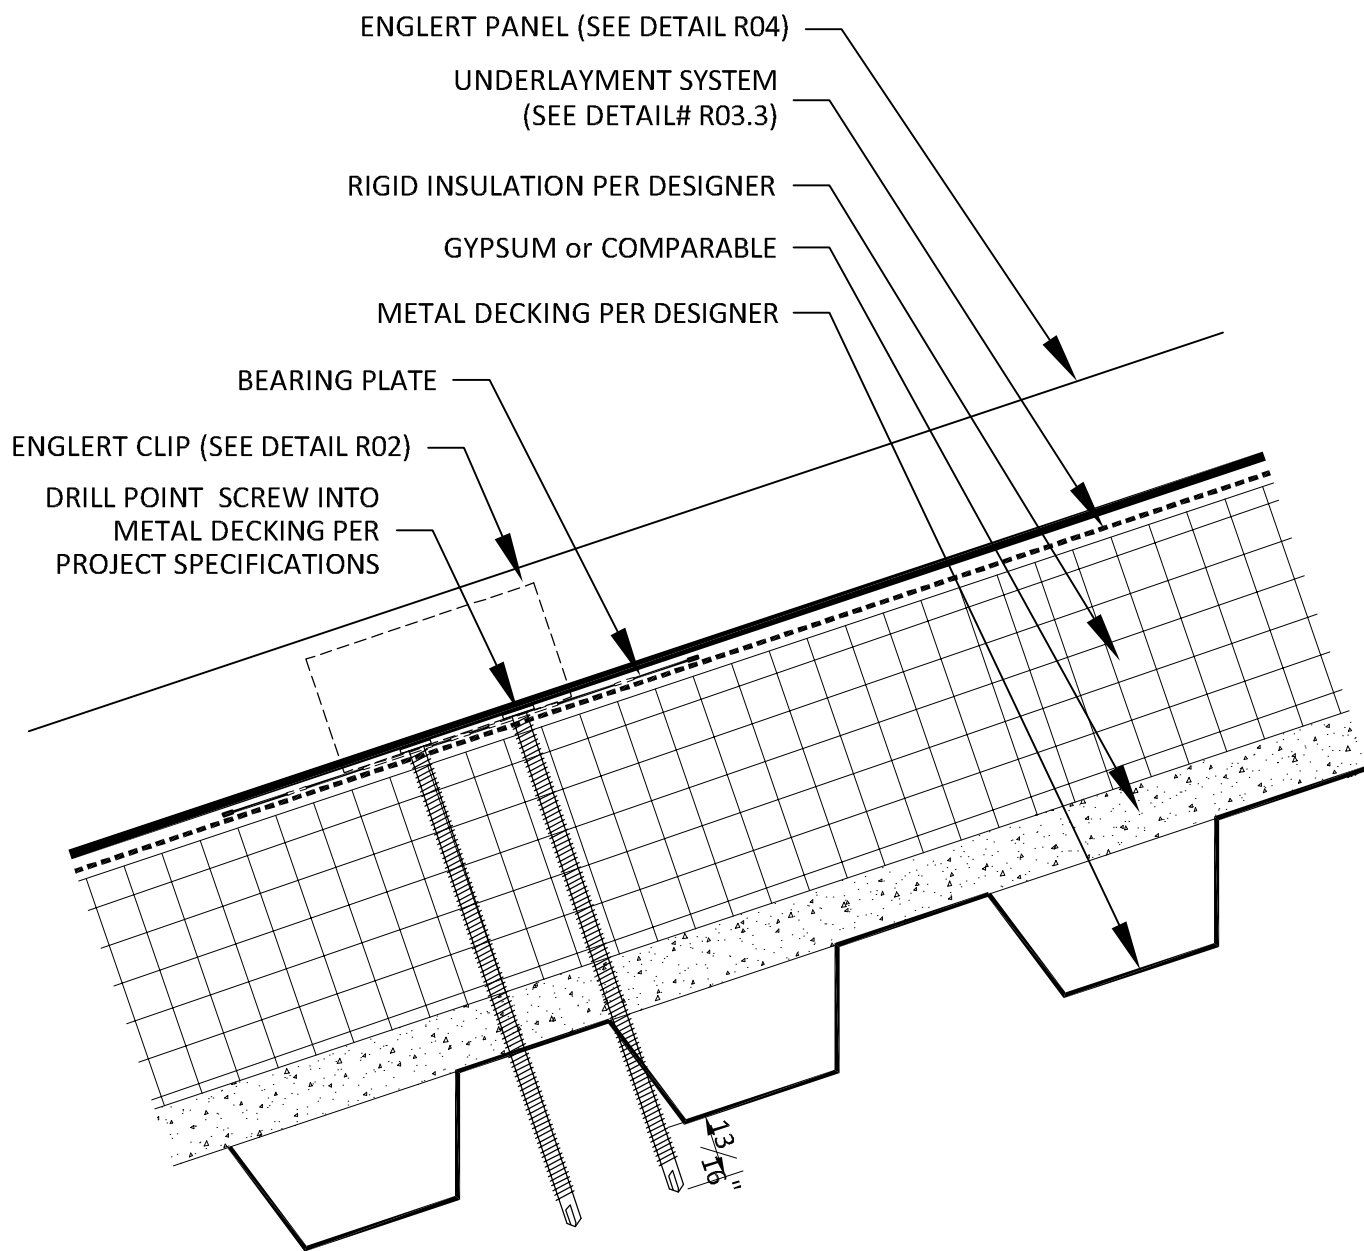 ENGLERT PANEL (SEE DETAIL R04)
UNDERLAYMENT SYSTEM
(SEE DETAIL# R03.3)
RIGID INSULATION PER DESIGNER
GYPSUM or COMPARABLE
METAL DECKING PER DESIGNER
BEARING PLATE
ENGLERT CLIP (SEE DETAIL R02)
DRILL POINT  SCREW INTO
METAL DECKING PER
PROJECT SPECIFICATIONS
13/16"